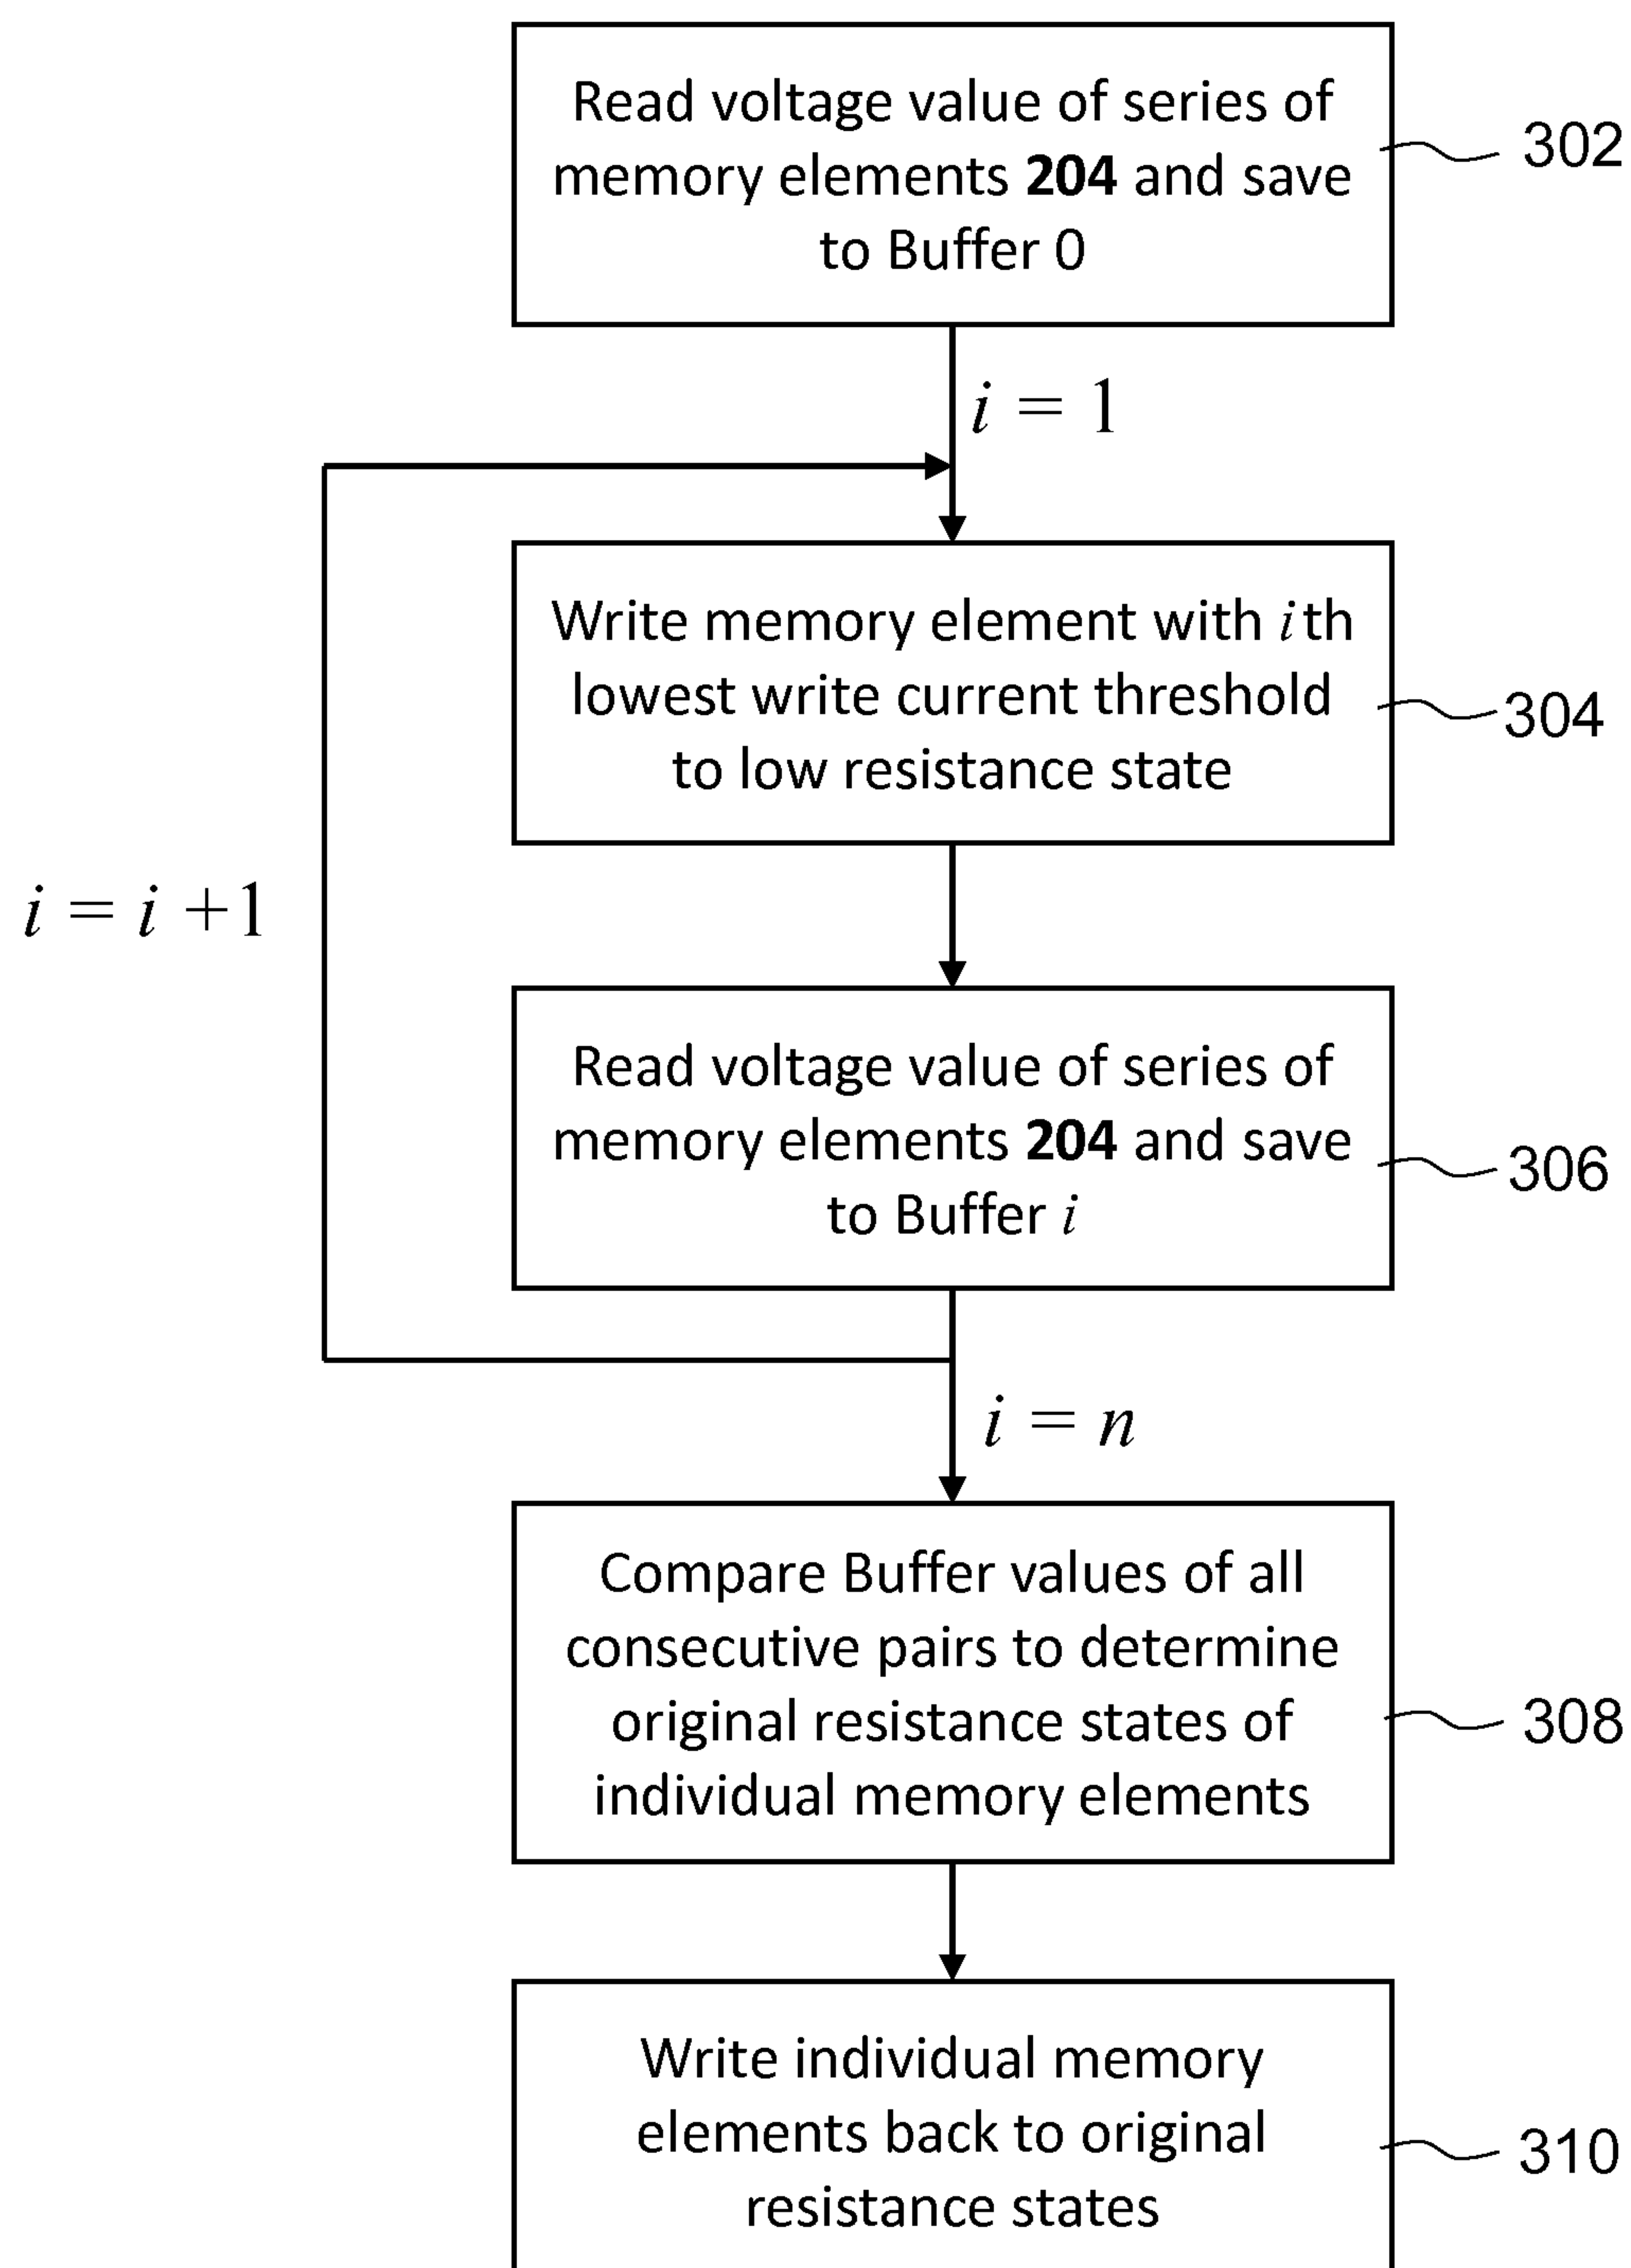 Read voltage value of series of
memory elements 204 and save
to Buffer 0
302
i = 1
Write memory element with i th
lowest write current threshold
to low resistance state
304
i = i +1
Read voltage value of series of
memory elements 204 and save
to Buffer i
306
i = n
Compare Buffer values of all
consecutive pairs to determine
original resistance states of
individual memory elements
308
Write individual memory
elements back to original
resistance states
310